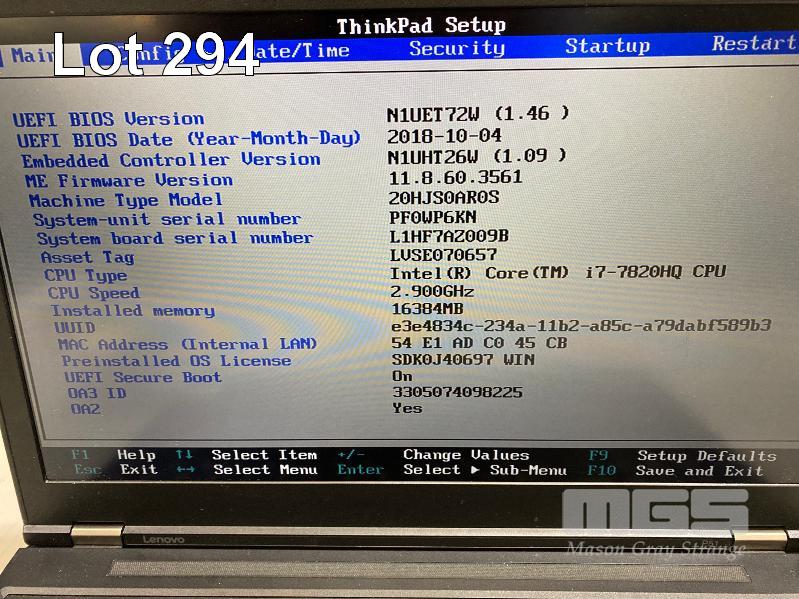 ThinkPad Setup
Main Config Date/Time Security Startup Restart
Lot 294
UEFI BIOS Version N1UET72W (1.46 )
UEFI BIOS Date (Year-Month-Day) 2018-10-04
Embedded Controller Version N1UHT26W (1.09 )
ME Firmware Version 11.8.60.3561
Machine Type Model 20HJS0AR0S
System-unit serial number PF0WP6KN
System board serial number L1HF7AZ009B
Asset Tag LVSE070657
CPU Type Intel(R) Core(TM) i7-7820HQ CPU
CPU Speed 2.900GHz
Installed memory 16384MB
UUID e3e4834c-234a-11b2-a85c-a79dabf589b3
MAC Address (Internal LAN) 54 E1 AD C0 45 CB
Preinstalled OS License SDK0J40697 WIN
UEFI Secure Boot On
OA3 ID 3305074098225
OA2 Yes
F1 Help ↑↓ Select Item +/- Change Values F9 Setup Defaults
Esc Exit ←→ Select Menu Enter Select ▶ Sub-Menu F10 Save and Exit
MGS
Lenovo
Mason Gray Strange